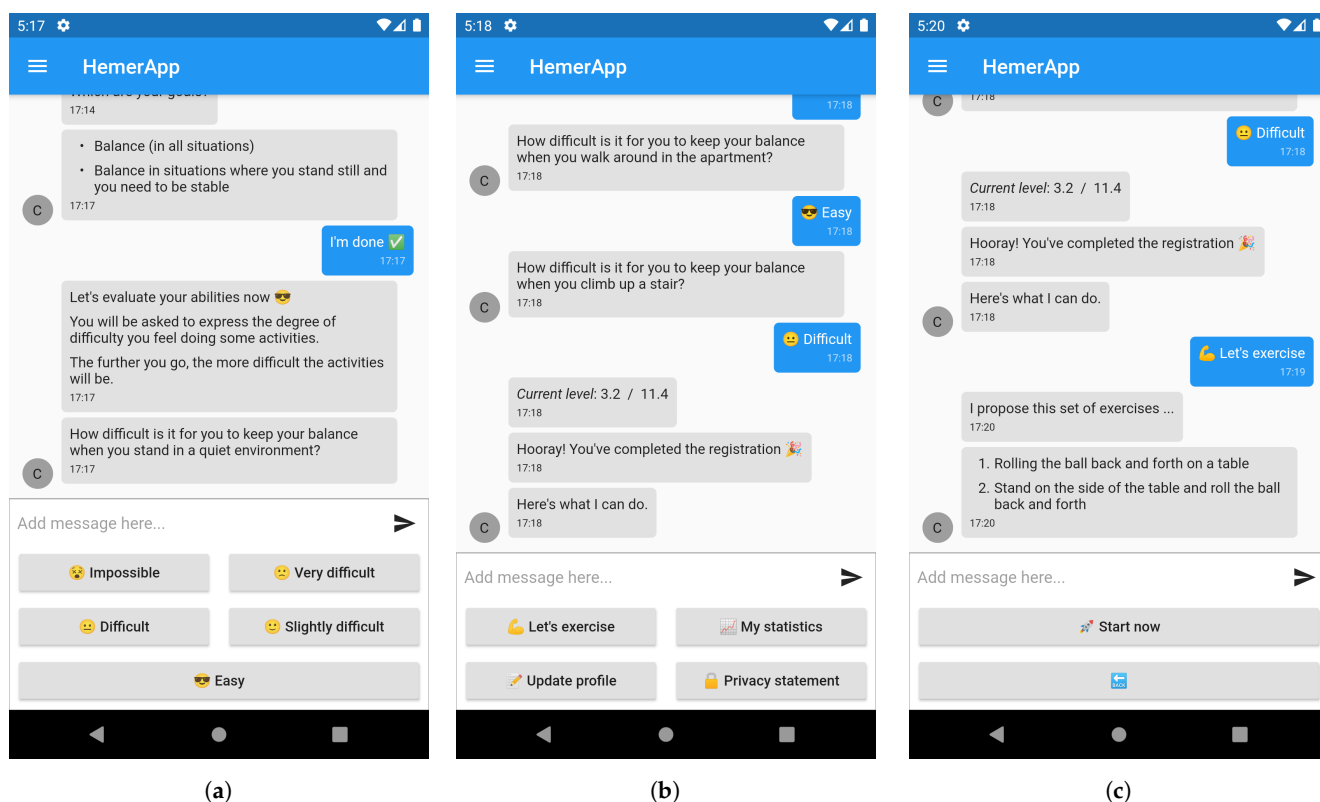 5:17
HemerApp
Which are your goals?
17:14
• Balance (in all situations)
• Balance in situations where you stand still and
you need to be stable
17:17
C
I'm done ✅
17:17
Let's evaluate your abilities now 😎
You will be asked to express the degree of
difficulty you feel doing some activities.
The further you go, the more difficult the activities
will be.
17:17
How difficult is it for you to keep your balance
when you stand in a quiet environment?
17:17
C
Add message here...
😵 Impossible
🙁 Very difficult
😐 Difficult
🙂 Slightly difficult
😎 Easy
(a)
5:18
HemerApp
17:18
How difficult is it for you to keep your balance
when you walk around in the apartment?
17:18
C
😎 Easy
17:18
How difficult is it for you to keep your balance
when you climb up a stair?
17:18
C
😐 Difficult
17:18
Current level: 3.2 / 11.4
17:18
Hooray! You've completed the registration 🎉
17:18
Here's what I can do.
17:18
C
Add message here...
💪 Let's exercise
📈 My statistics
📝 Update profile
🔒 Privacy statement
(b)
5:20
HemerApp
C
17:18
😐 Difficult
17:18
Current level: 3.2 / 11.4
17:18
Hooray! You've completed the registration 🎉
17:18
Here's what I can do.
17:18
C
💪 Let's exercise
17:19
I propose this set of exercises ...
17:20
1. Rolling the ball back and forth on a table
2. Stand on the side of the table and roll the ball
back and forth
17:20
C
Add message here...
🚀 Start now
🔙
(c)